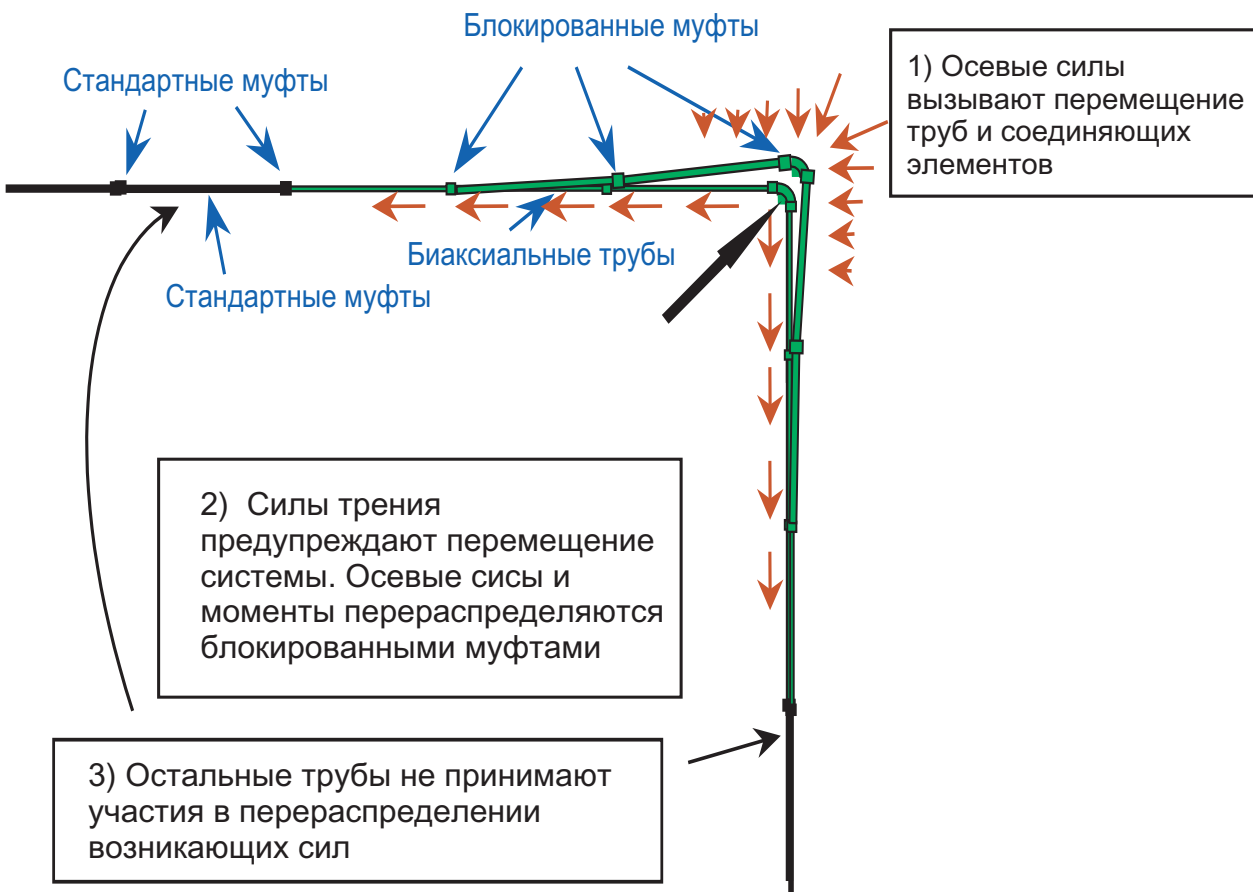 Блокированные муфты
Стандартные муфты
1) Осевые силы
вызывают перемещение
труб и соединяющих
элементов
Биаксиальные трубы
Стандартные муфты
2) Силы трения
предупреждают перемещение
системы. Осевые сисы и
моменты перераспределяются
блокированными муфтами
3) Остальные трубы не принимают
участия в перераспределении
возникающих сил